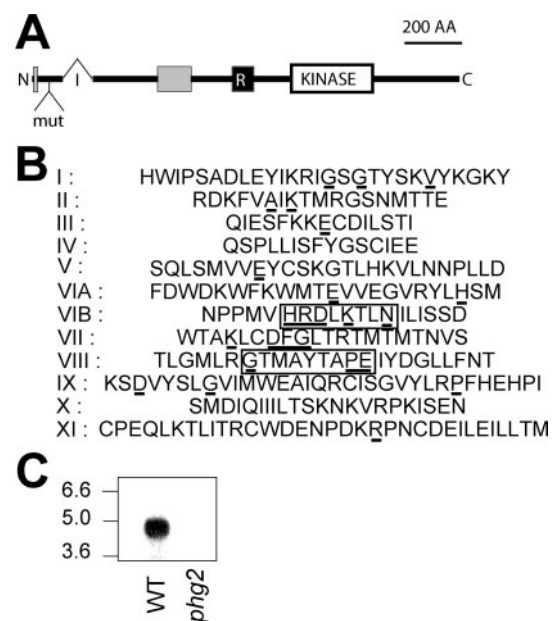 A
200 AA
N I R KINASE C
mut
B
I : HWIPSADLEYIKRIGSGTYSKVYKGKY
II : RDKFVAIKTMRGSNMTTE
III : QIESFKKECDILSTI
IV : QSPLLISFYGSCIEE
V : SQLSMVVEYCSKGTLHKVLNNPLLD
VIA : FDWDKWFKWMTEVVEGVRYLHSM
VIB : NPPMVHRDLKTLNILISSD
VII : WTAKLCDFGLTRTMTMTNVS
VIII : TLGMLRGTMAYTAPEIYDGLLFNT
IX : KSDVYSLGVIMWEAIQRCISGVYLRPFHEHPI
X : SMDIQIIILTSKNKVRPKISEN
XI : CPEQLKTLITRCWDENPDKRPNCDEILEILLTM
C
6.6
5.0
3.6
WT phg2